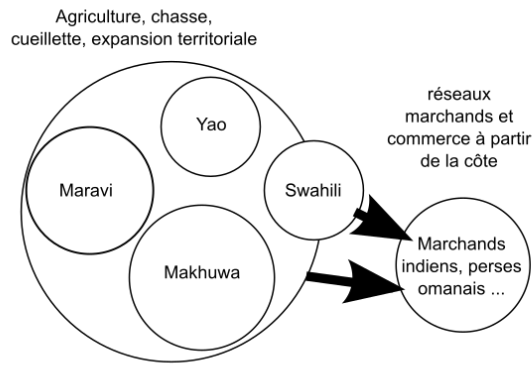 Agriculture, chasse,
cueillette, expansion territoriale
réseaux
marchands et
commerce à partir
de la côte
Yao
Maravi
Swahili
Makhuwa
Marchands
indiens, perses
omanais ...